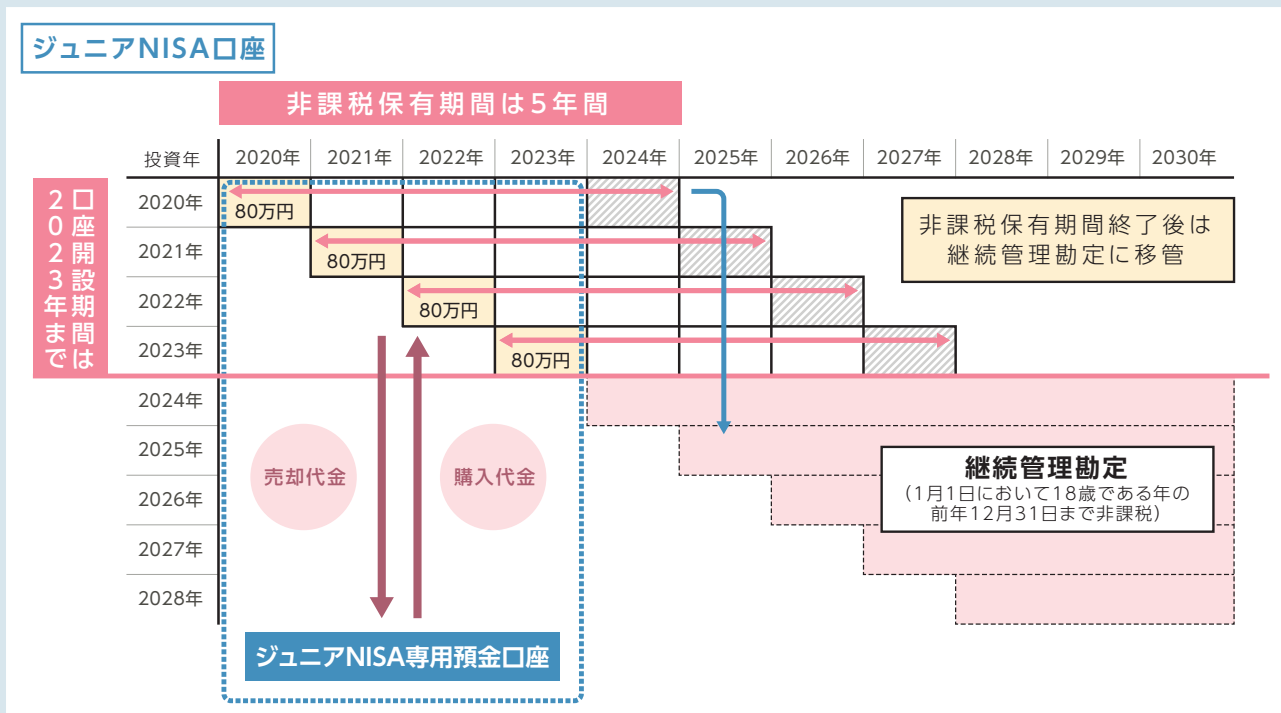 ジュニアNISA口座
非課税保有期間は5年間
投資年 2020年 2021年 2022年 2023年 2024年 2025年 2026年 2027年 2028年 2029年 2030年
口座開設期間は
2023年まで
2020年
80万円
2021年
80万円
2022年
80万円
2023年
80万円
非課税保有期間終了後は
継続管理勘定に移管
2024年
2025年
2026年
2027年
2028年
売却代金
購入代金
継続管理勘定
(1月1日において18歳である年の
前年12月31日まで非課税)
ジュニアNISA専用預金口座